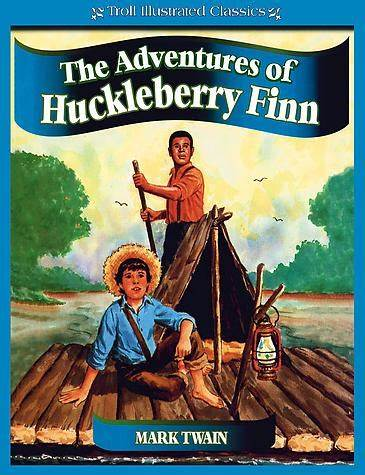 Troll Illustrated Classics
The Adventures of
Huckleberry Finn
MARK TWAIN